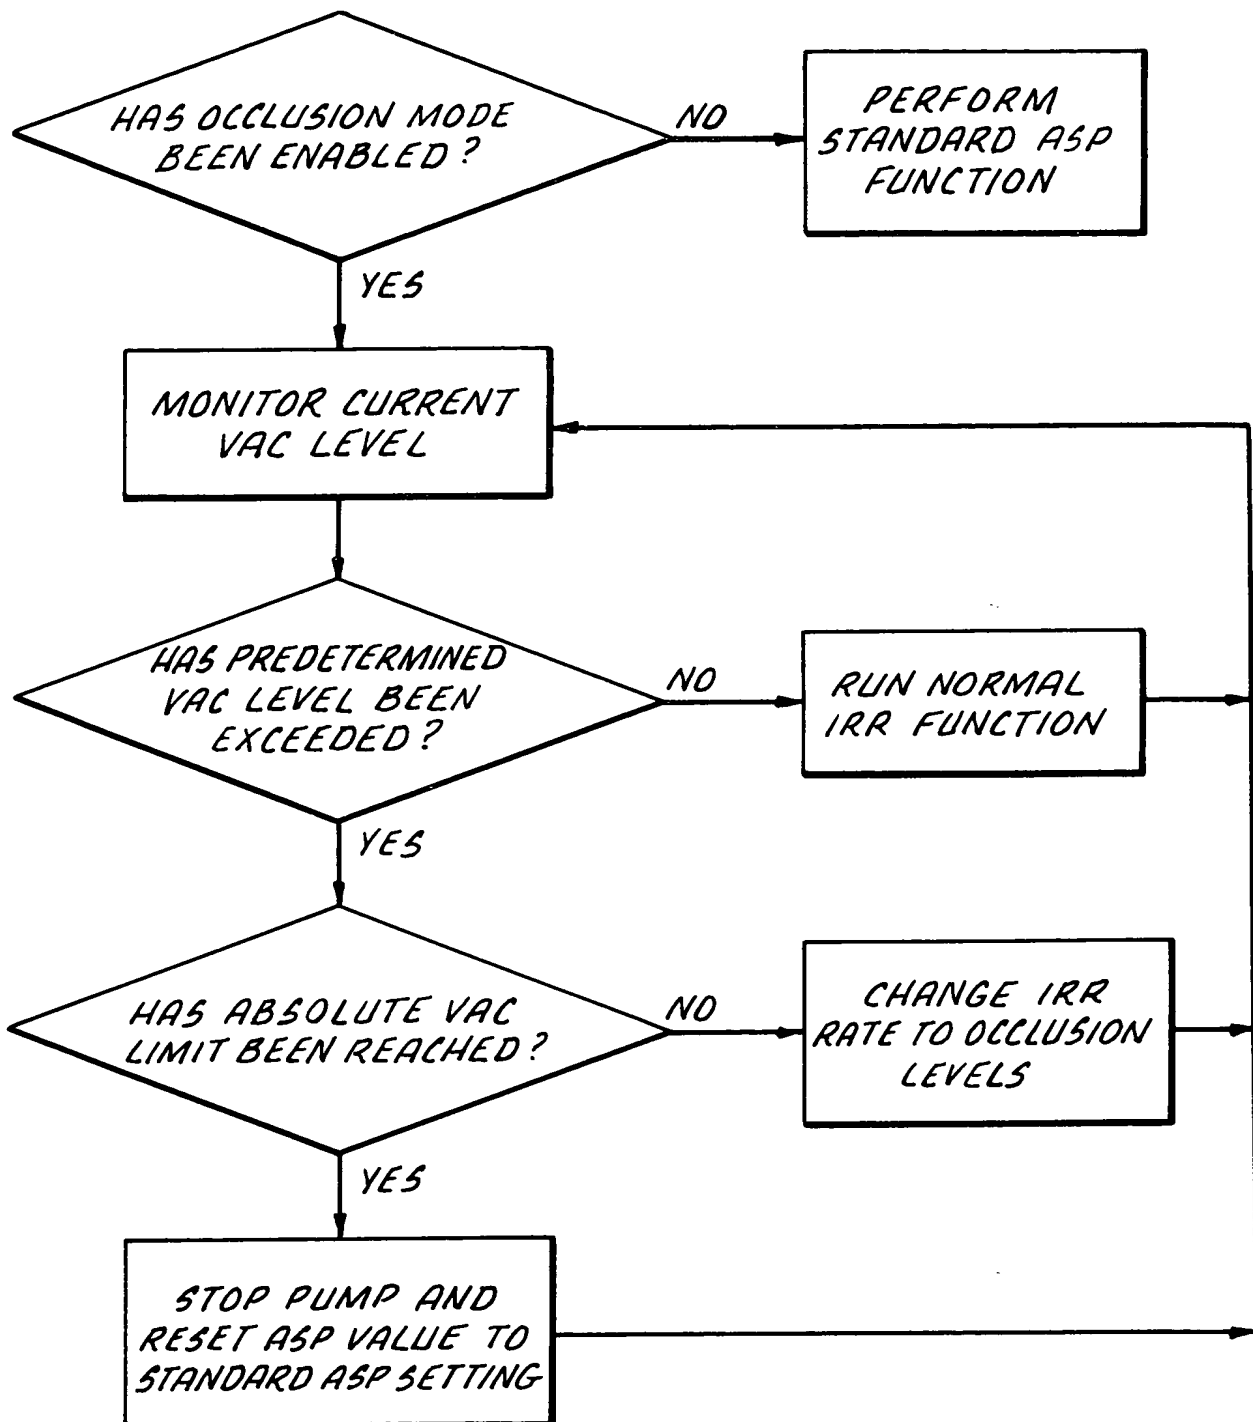 HAS OCCLUSION MODE
BEEN ENABLED?
NO
PERFORM
STANDARD ASP
FUNCTION
YES
MONITOR CURRENT
VAC LEVEL
HAS PREDETERMINED
VAC LEVEL BEEN
EXCEEDED?
NO
RUN NORMAL
IRR FUNCTION
YES
HAS ABSOLUTE VAC
LIMIT BEEN REACHED?
NO
CHANGE IRR
RATE TO OCCLUSION
LEVELS
YES
STOP PUMP AND
RESET ASP VALUE TO
STANDARD ASP SETTING